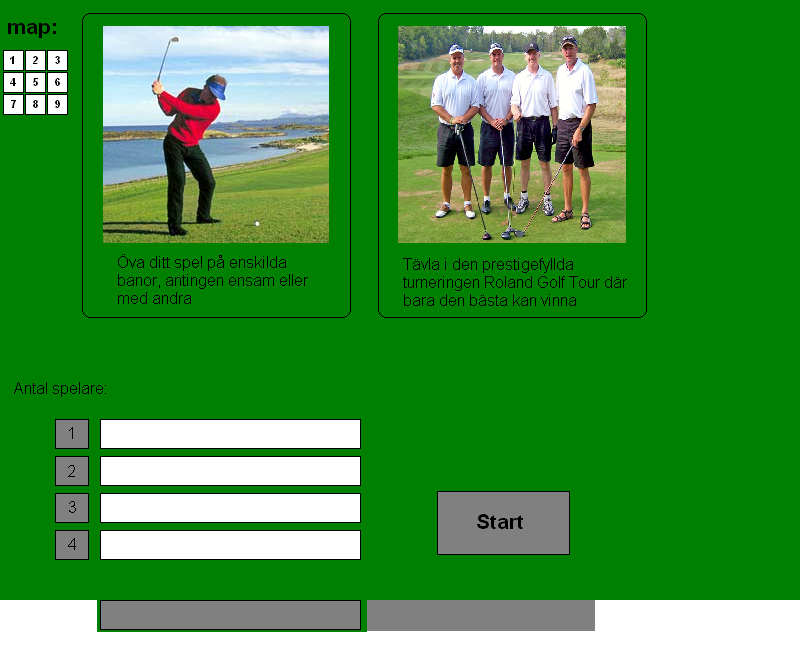 map:
1 2 3
4 5 6
7 8 9
Öva ditt spel på enskilda
banor, antingen ensam eller
med andra
Tävla i den prestigefyllda
turneringen Roland Golf Tour där
bara den bästa kan vinna
Antal spelare:
1
2
3
4
Start